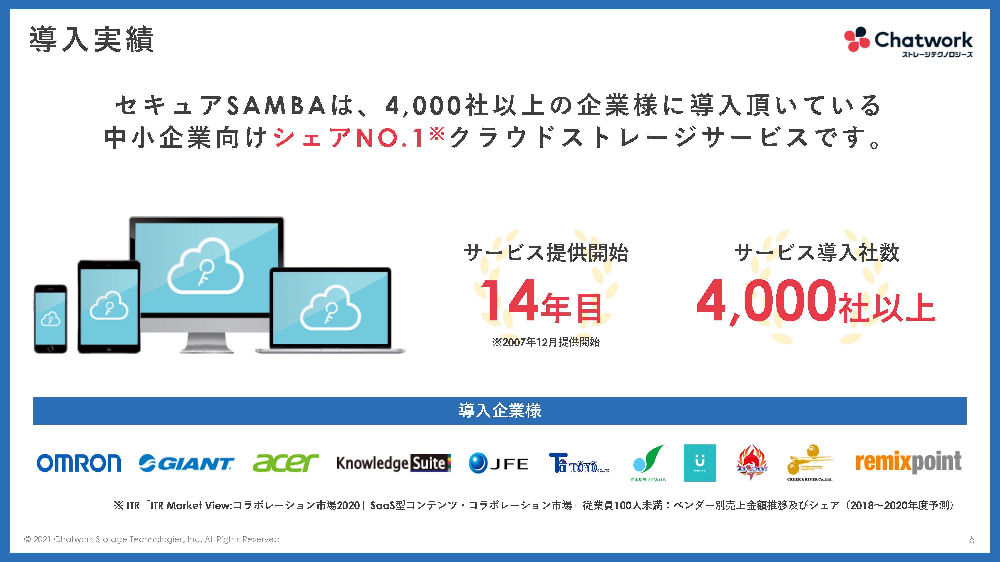 導入実績
Chatwork
ストレージテクノロジーズ
セキュアSAMBAは、4,000社以上の企業様に導入頂いている
中小企業向けシェアNO.1※クラウドストレージサービスです。
サービス提供開始
14年目
※2007年12月提供開始
サービス導入社数
4,000社以上
導入企業様
OMRON
GIANT
acer
Knowledge Suite
JFE
TOYO CO.,LTD.
潤水都市 さがみはら
UNIMEDIA
RED DOLPHINS
CREEK & RIVER Co., Ltd.
remixpoint
※ ITR「ITR Market View:コラボレーション市場2020」SaaS型コンテンツ・コラボレーション市場－従業員100人未満：ベンダー別売上金額推移及びシェア（2018～2020年度予測）
© 2021 Chatwork Storage Technologies, Inc. All Rights Reserved
5